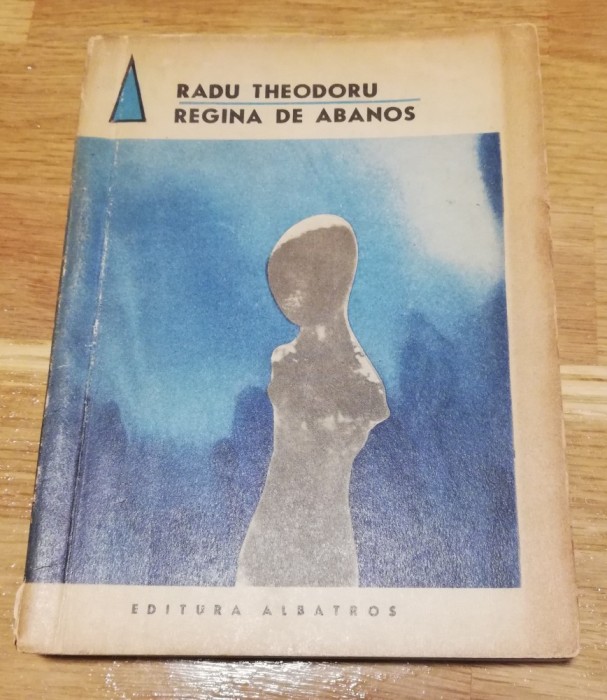 RADU THEODORU
REGINA DE ABANOS
EDITURA ALBATROS